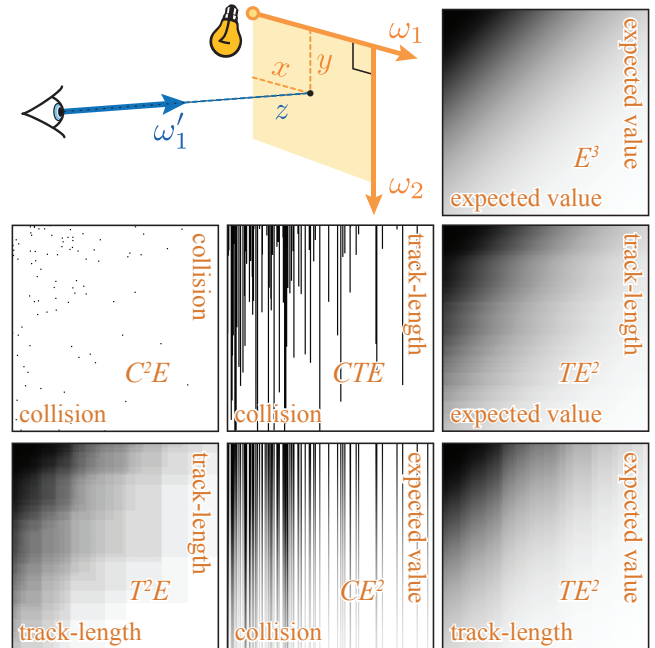 ω₁
x
y
z
ω₁′
ω₂
expected value
E³
expected value
collision
C²E
collision
track-length
CTE
collision
track-length
TE²
expected value
track-length
T²E
track-length
expected value
CE²
collision
expected value
TE²
track-length